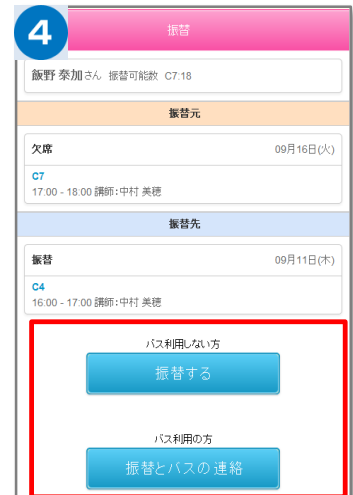 4
振替
飯野 泰加さん 振替可能数 C7:18
振替元
欠席 09月16日(火)
C7
17:00 - 18:00 講師:中村 美穂
振替先
振替 09月11日(木)
C4
16:00 - 17:00 講師:中村 美穂
バス利用しない方
振替する
バス利用の方
振替とバスの連絡